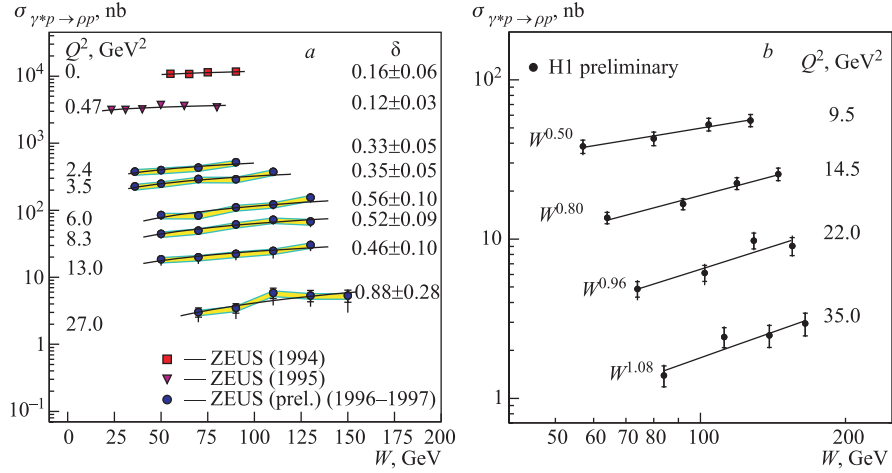 σ γ*p → ρp, nb
Q², GeV² a δ
10⁴
0. 0.16±0.06
0.47 0.12±0.03
10³
0.33±0.05
2.4 0.35±0.05
3.5
10²
6.0 0.56±0.10
8.3 0.52±0.09
13.0 0.46±0.10
10
27.0 0.88±0.28
1
— ZEUS (1994)
— ZEUS (1995)
— ZEUS (prel.) (1996–1997)
10⁻¹
0 25 50 75 100 125 150 175 200
W, GeV
σ γ*p → ρp, nb
10²
H1 preliminary b Q², GeV²
9.5
W^0.50
14.5
W^0.80
22.0
10
W^0.96
35.0
W^1.08
1
50 60 70 80 100 200
W, GeV